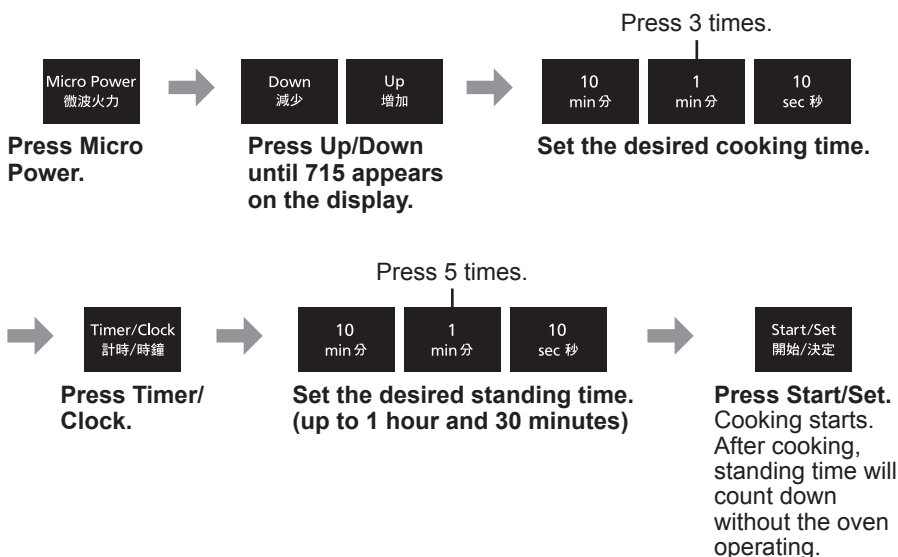 Press 3 times.
Micro Power
微波火力
Down
減少
Up
增加
10
min 分
1
min 分
10
sec 秒
Press Micro
Power.
Press Up/Down
until 715 appears
on the display.
Set the desired cooking time.
Press 5 times.
Timer/Clock
計時/時鐘
10
min 分
1
min 分
10
sec 秒
Start/Set
開始/決定
Press Timer/
Clock.
Set the desired standing time.
(up to 1 hour and 30 minutes)
Press Start/Set.
Cooking starts.
After cooking,
standing time will
count down
without the oven
operating.